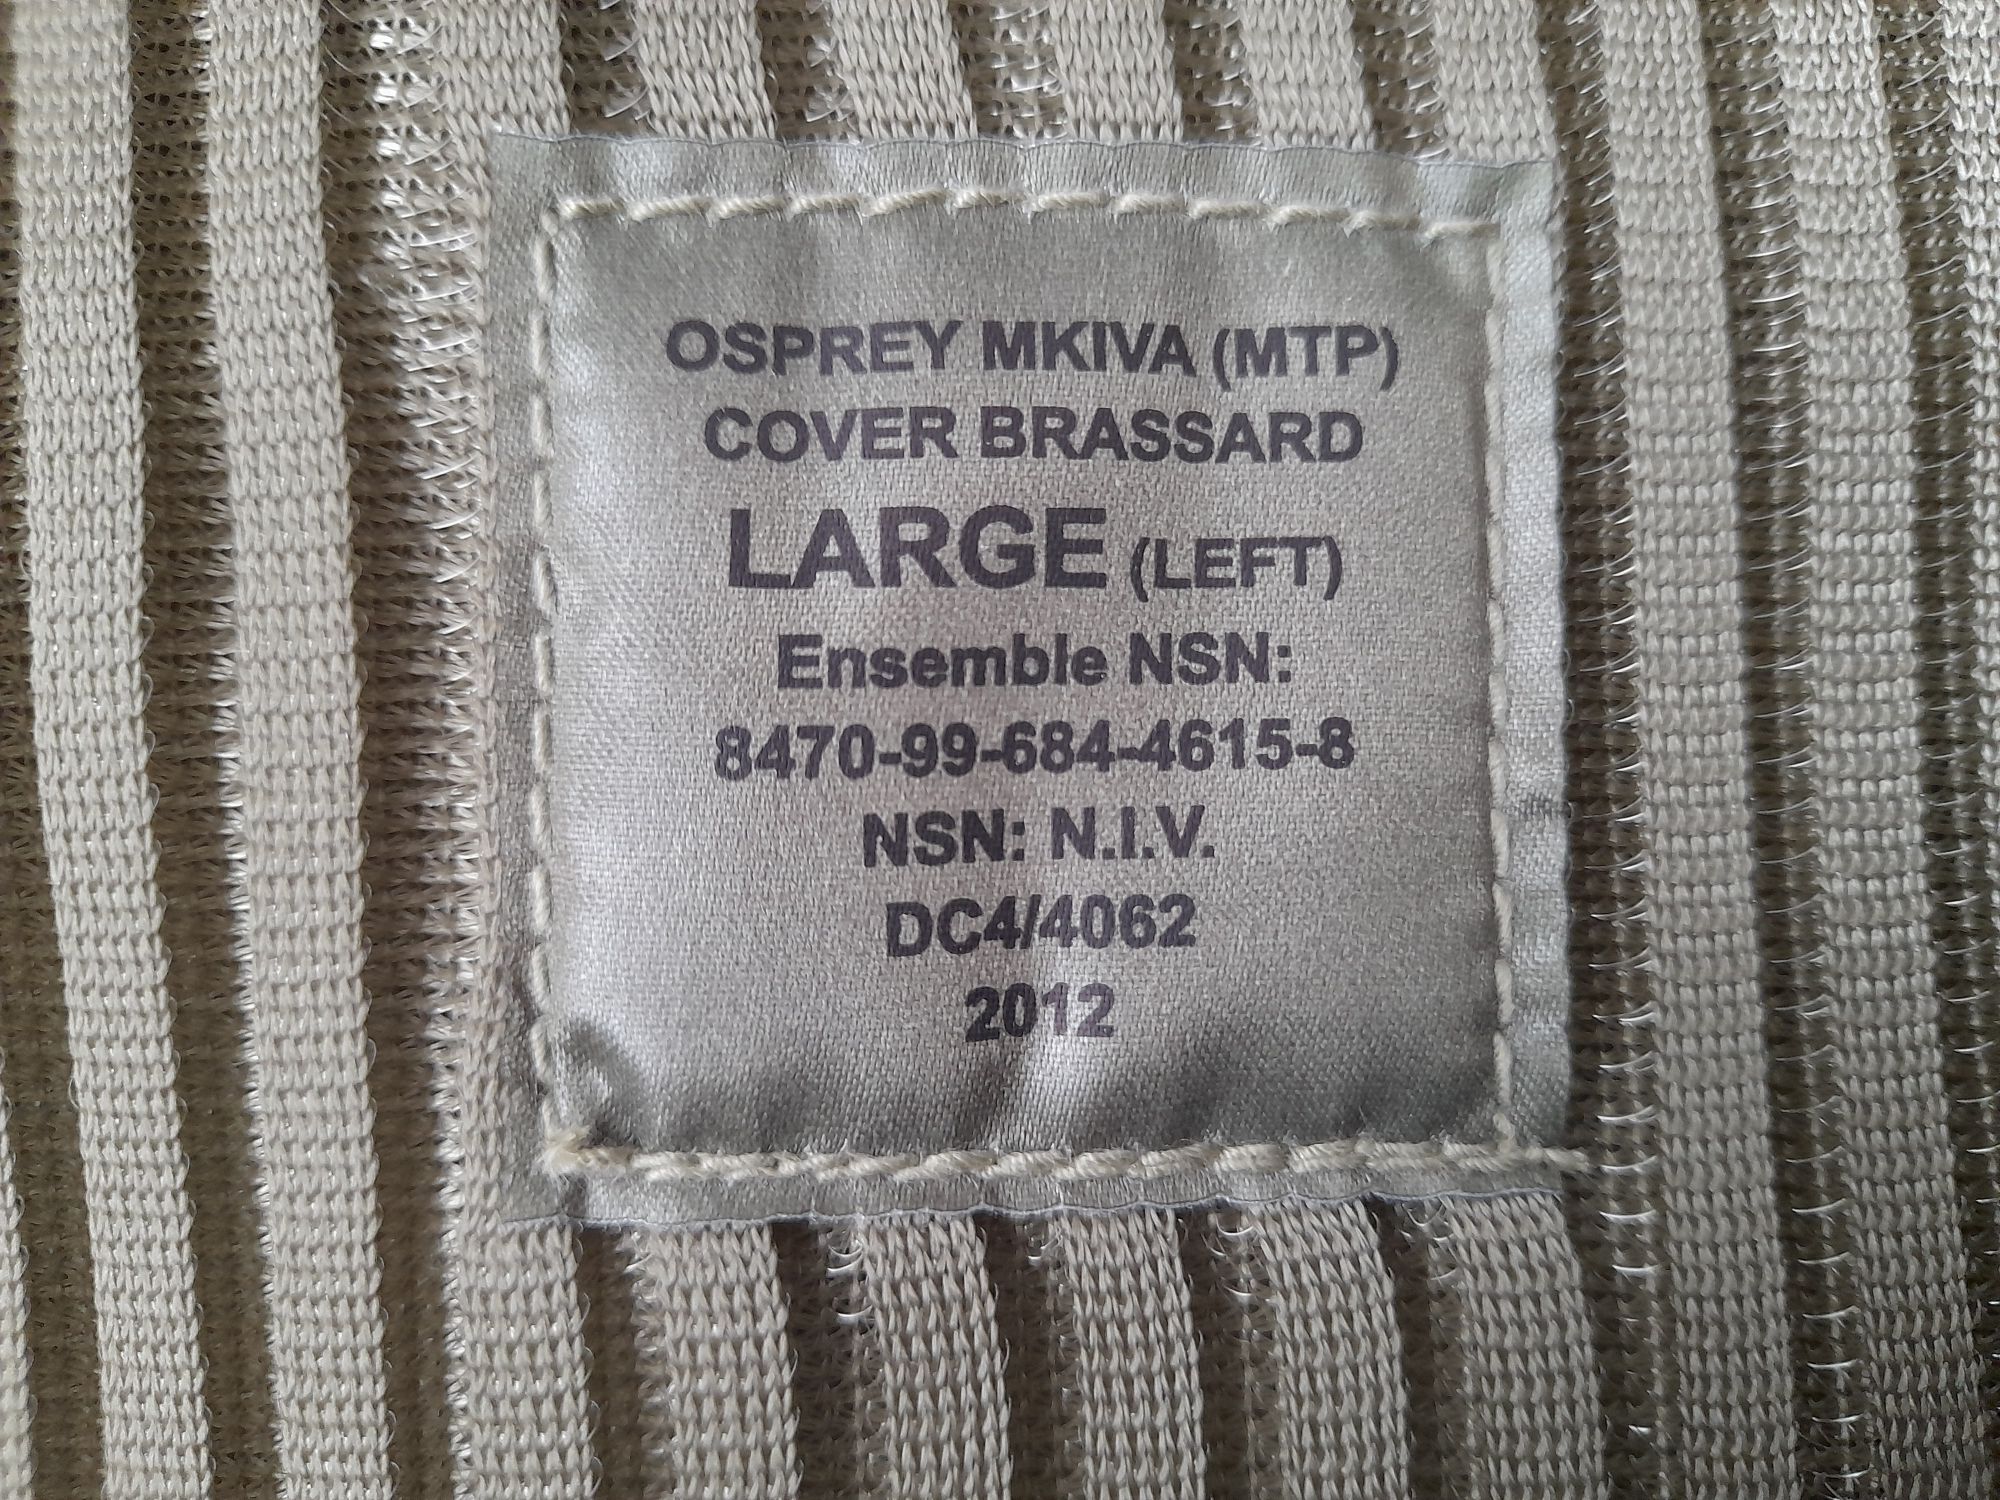 OSPREY MKIVA (MTP)
COVER BRASSARD
LARGE (LEFT)
Ensemble NSN:
8470-99-684-4615-8
NSN: N.I.V.
DC4/4062
2012